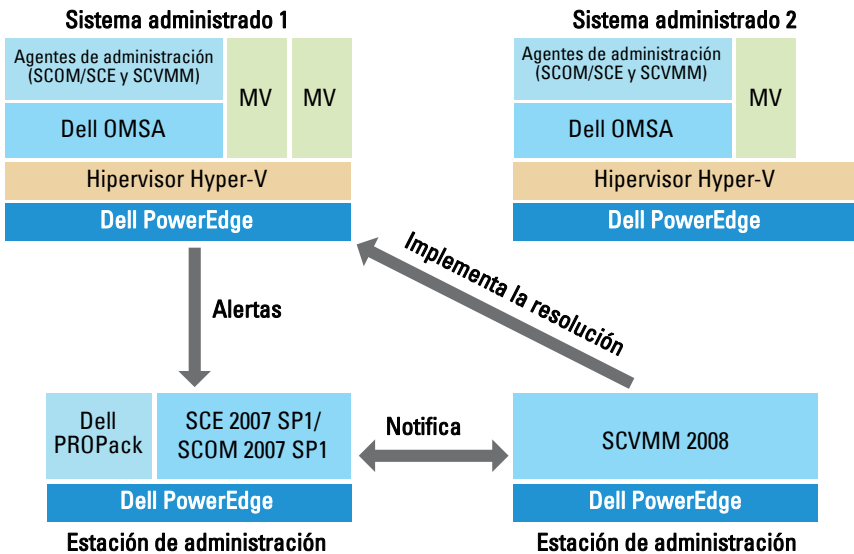 Sistema administrado 1
Agentes de administración
(SCOM/SCE y SCVMM)
MV
MV
Dell OMSA
Hipervisor Hyper-V
Dell PowerEdge
Sistema administrado 2
Agentes de administración
(SCOM/SCE y SCVMM)
MV
Dell OMSA
Hipervisor Hyper-V
Dell PowerEdge
Alertas
Implementa la resolución
Dell
PROPack
SCE 2007 SP1/
SCOM 2007 SP1
Dell PowerEdge
Estación de administración
Notifica
SCVMM 2008
Dell PowerEdge
Estación de administración